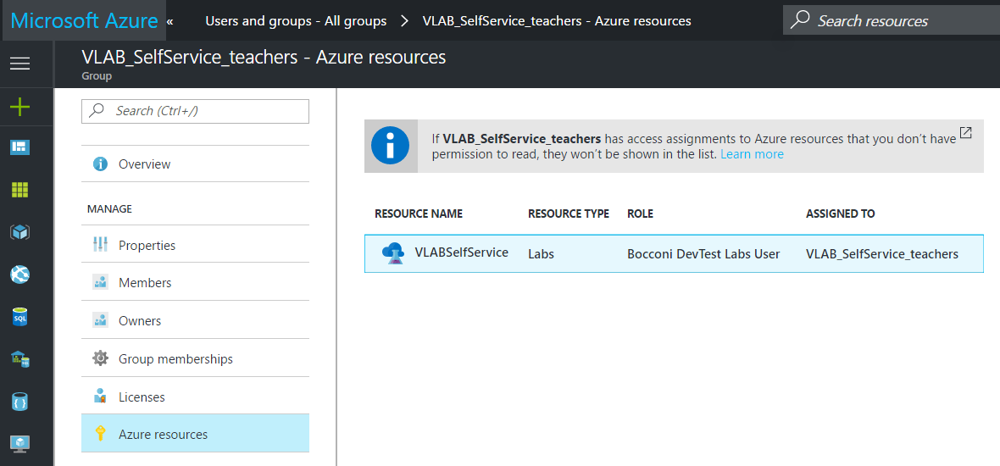 Microsoft Azure «
Users and groups - All groups > VLAB_SelfService_teachers - Azure resources
Search resources
VLAB_SelfService_teachers - Azure resources
Group
Search (Ctrl+/)
Overview
MANAGE
Properties
Members
Owners
Group memberships
Licenses
Azure resources
If VLAB_SelfService_teachers has access assignments to Azure resources that you don't have
permission to read, they won't be shown in the list. Learn more
RESOURCE NAME RESOURCE TYPE ROLE ASSIGNED TO
VLABSelfService Labs Bocconi DevTest Labs User VLAB_SelfService_teachers
SQL